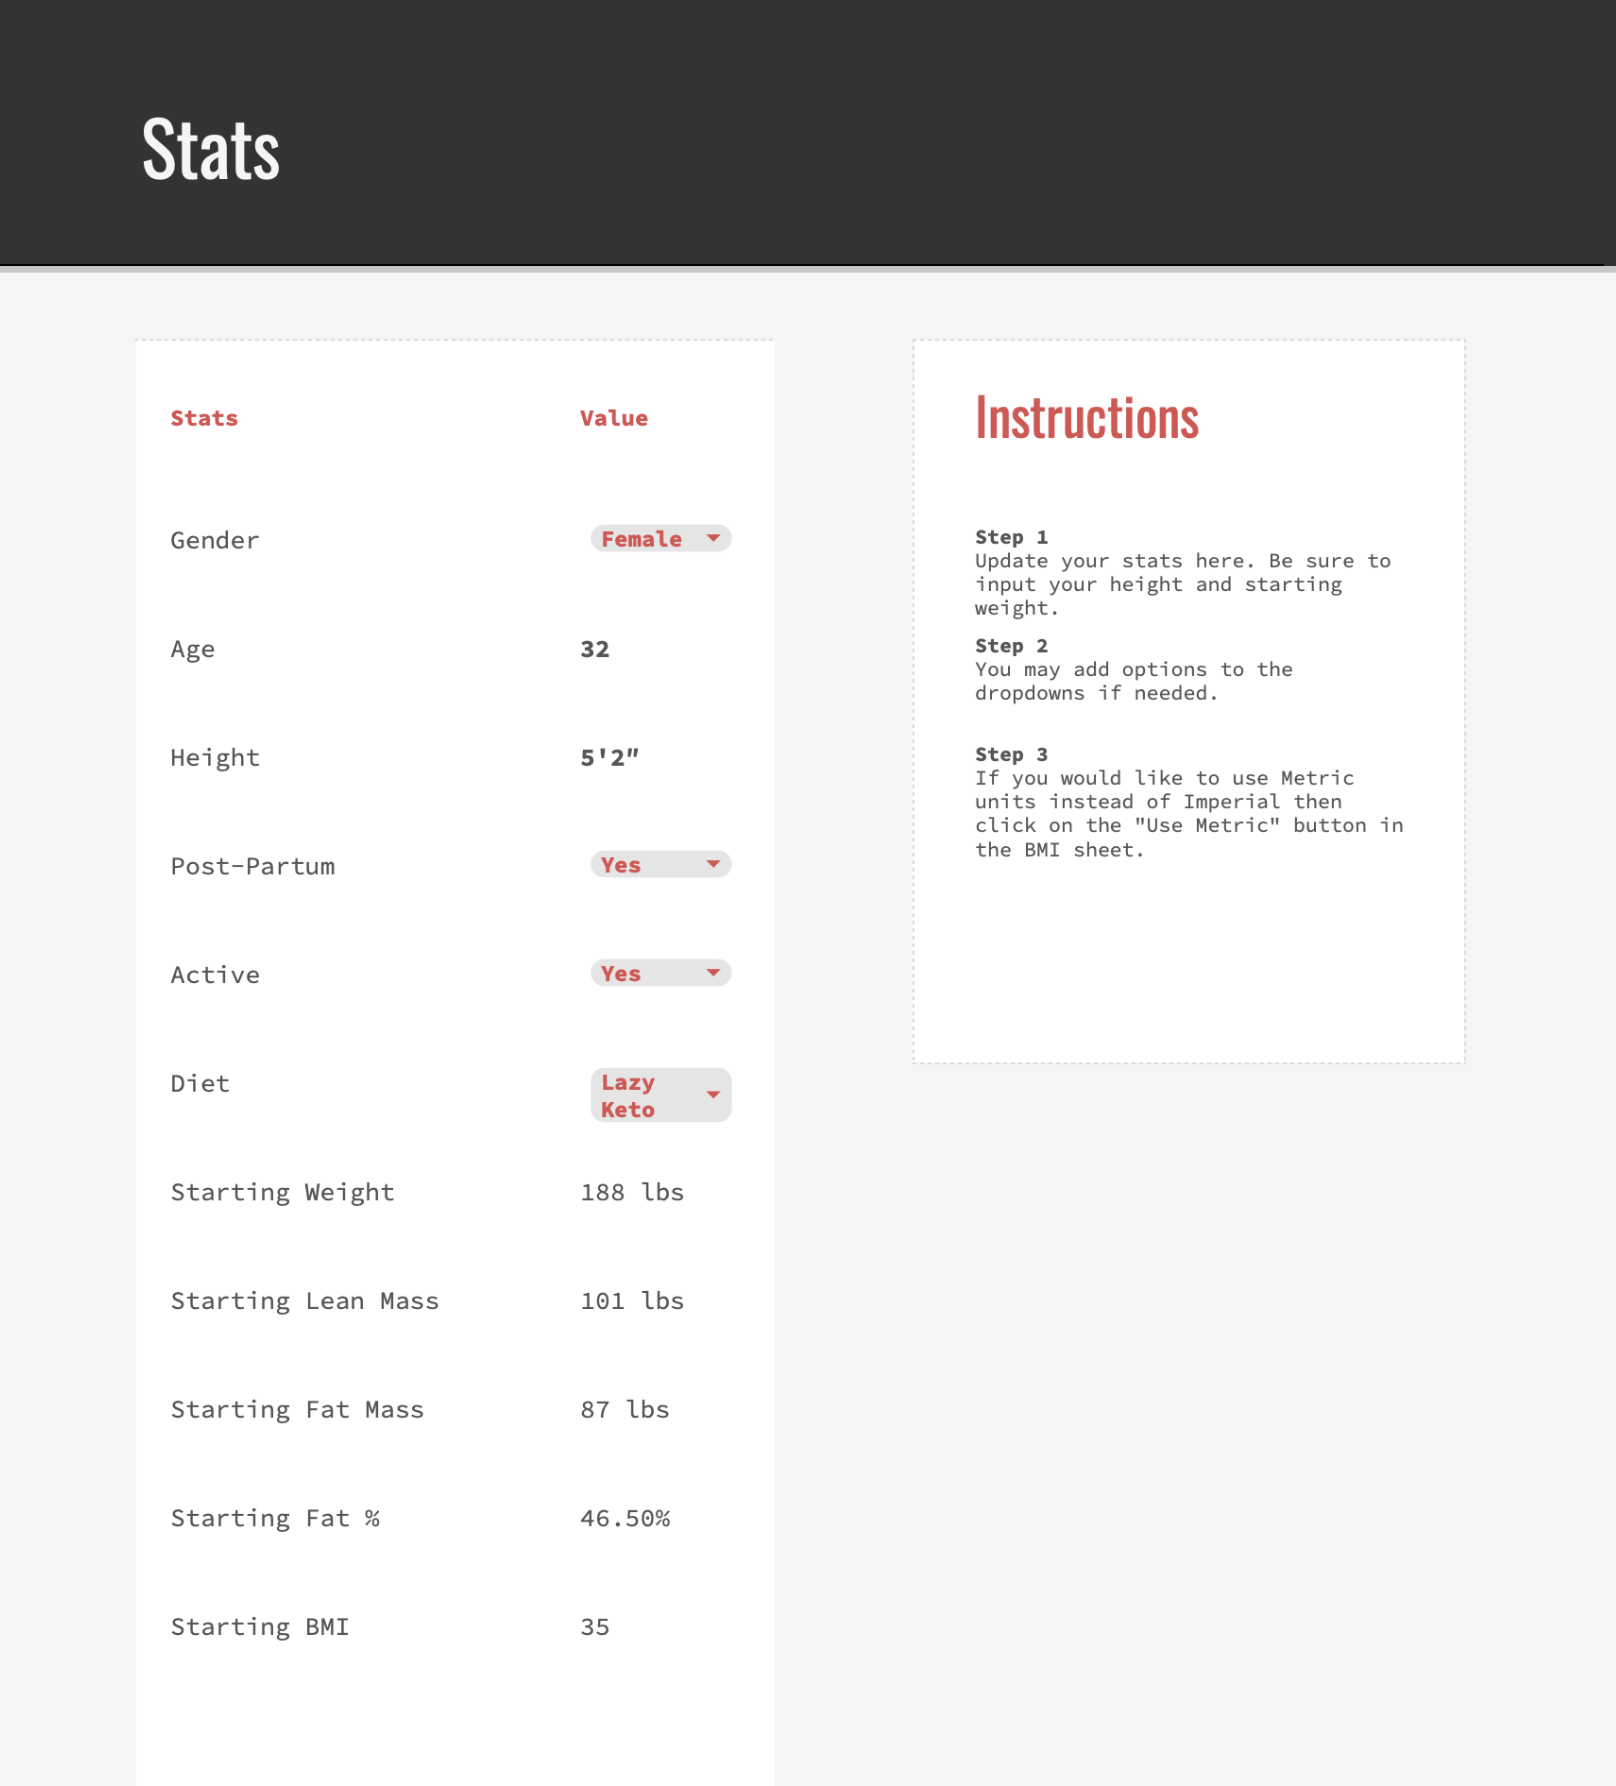 Stats
Stats Value
Gender Female
Age 32
Height 5'2"
Post-Partum Yes
Active Yes
Diet Lazy
Keto
Starting Weight 188 lbs
Starting Lean Mass 101 lbs
Starting Fat Mass 87 lbs
Starting Fat % 46.50%
Starting BMI 35
Instructions
Step 1
Update your stats here. Be sure to
input your height and starting
weight.
Step 2
You may add options to the
dropdowns if needed.
Step 3
If you would like to use Metric
units instead of Imperial then
click on the "Use Metric" button in
the BMI sheet.